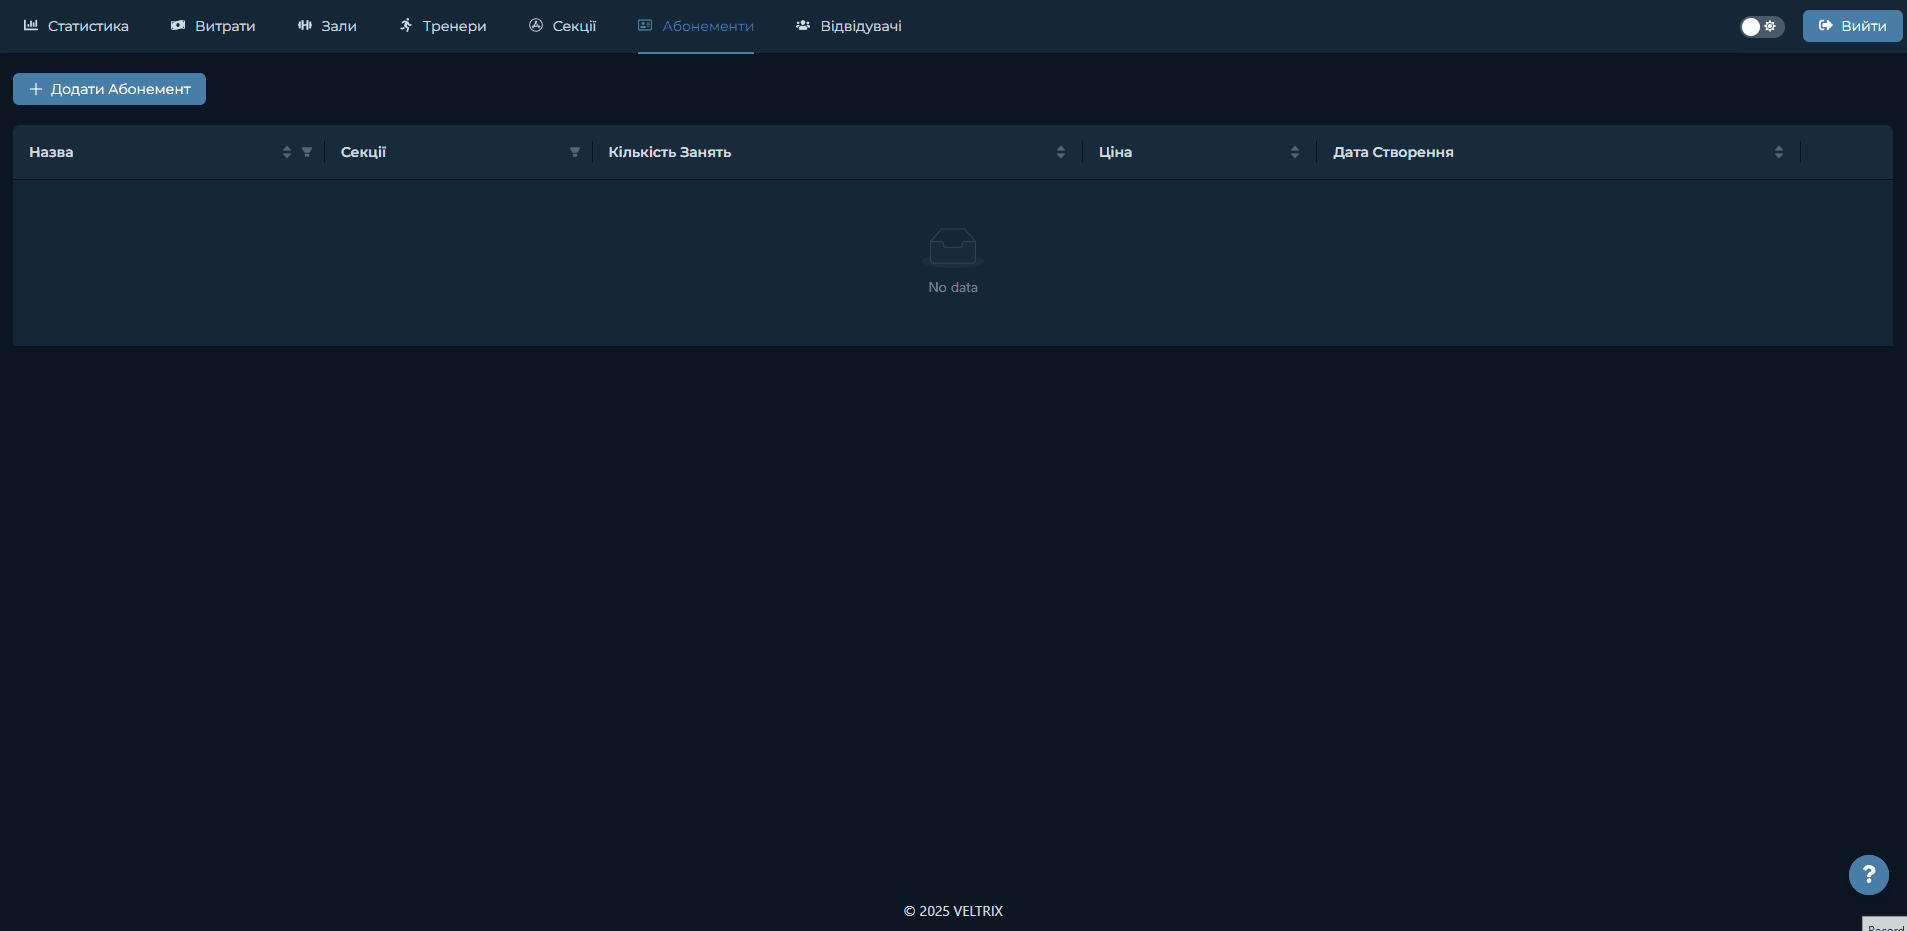 Статистика Витрати Зали Тренери Секції Абонементи Відвідувачі Вийти
+ Додати Абонемент
Назва Секції Кількість Занять Ціна Дата Створення
No data
?
© 2025 VELTRIX